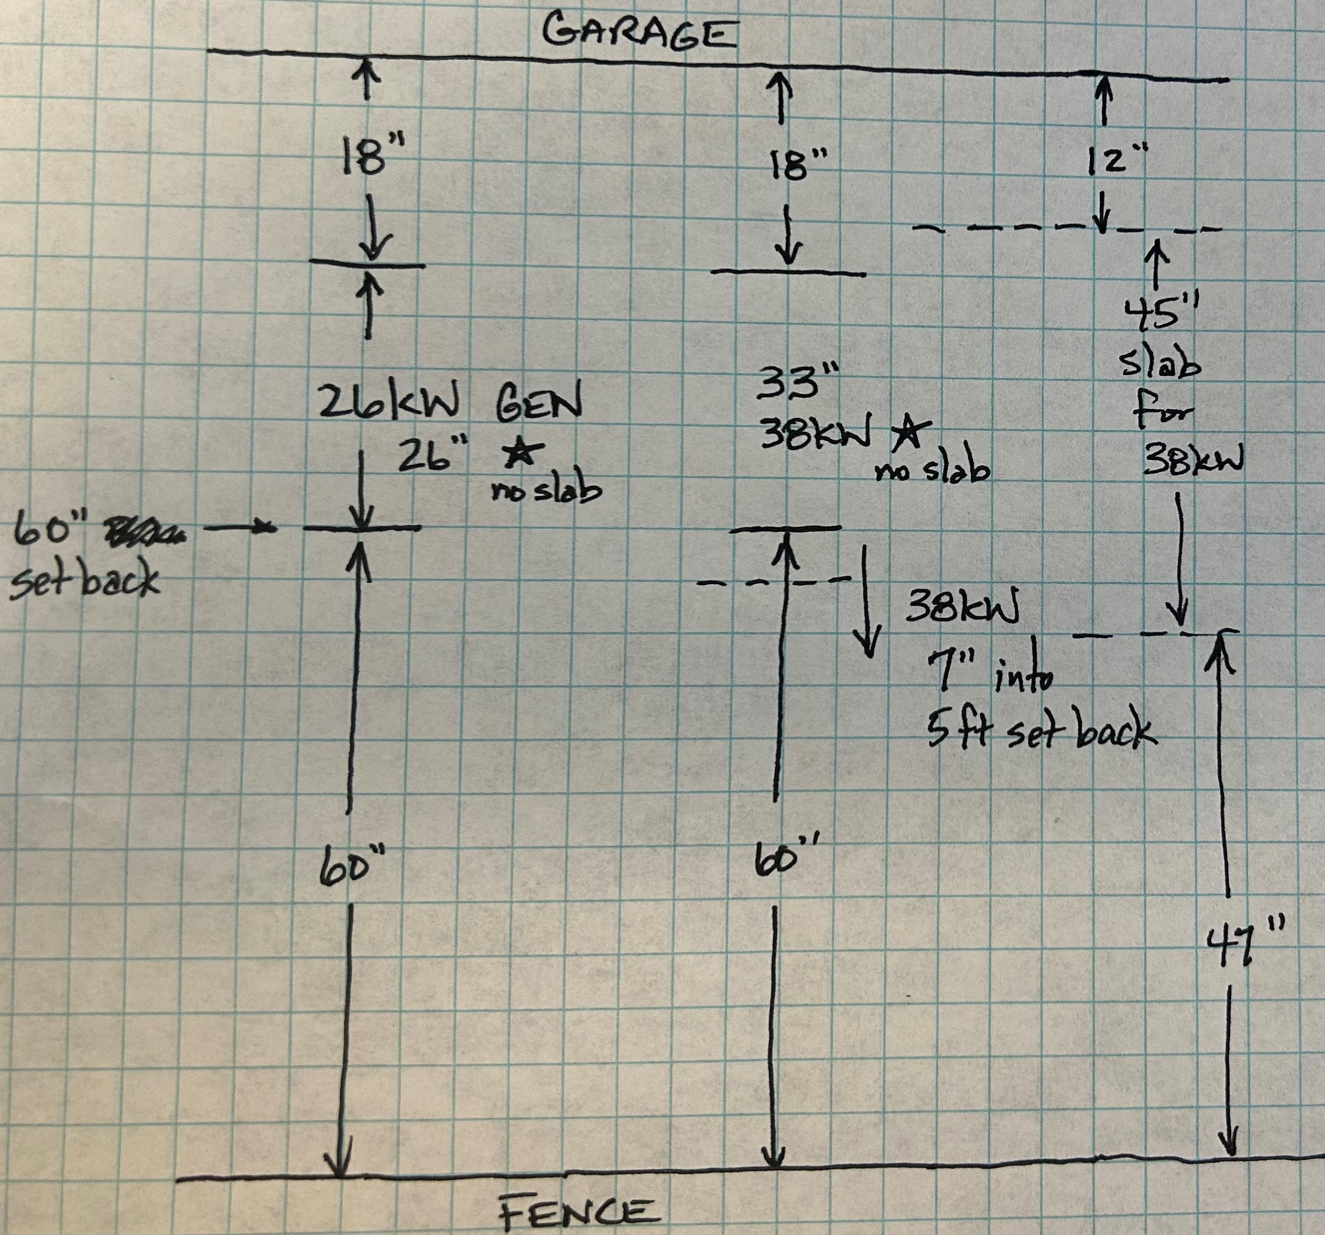 GARAGE
18"
18"
12"
45"
slab
for
38kW
26kW GEN
26" ☆
no slab
33"
38kW ☆
no slab
60"
set back
38kW
7" into
5 ft set back
60"
60"
47"
FENCE